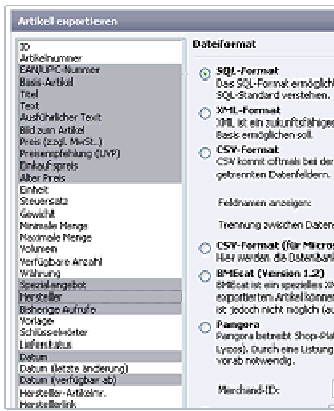 Artikel exportieren
ID
Artikelnummer
EAN/UPC-Nummer
Basis-Artikel
Titel
Text
Ausführlicher Text
Bild zum Artikel
Preis (zzgl. MwSt.)
Preisempfehlung (UVP)
Einkaufspreis
Alter Preis
Einheit
Steuersatz
Gewicht
Minimale Menge
Maximale Menge
Volumen
Verfügbare Anzahl
Währung
Spezialangebot
Hersteller
Bisherige Aufrufe
Vorlage
Schlüsselwörter
Lieferstatus
Datum
Datum (letzte änderung)
Datum (verfügbar ab)
Hersteller-Artikelnr.
Herstellerlink
Dateiformat
SQL-Format
Das SQL-Format ermöglicht
SQL-Standard verstehen.
XML-Format
XML ist ein zukunftsfähiges
Basis ermöglichen soll.
CSV-Format
CSV kommt oftmals bei der
getrennten Datenfeldern.
Feldnamen anzeigen:
Trennung zwischen Daten
CSV-Format (für Micros
Hier werden die Datenban
BMEcat (Version 1.2)
BMEcat ist ein spezielles XM
exportierten Artikel können
ist jedoch nicht möglich (au
Pangora
Pangora betreibt Shop-Pla
Lycos). Durch eine Listung
vorab notwendig.
Merchand-ID: